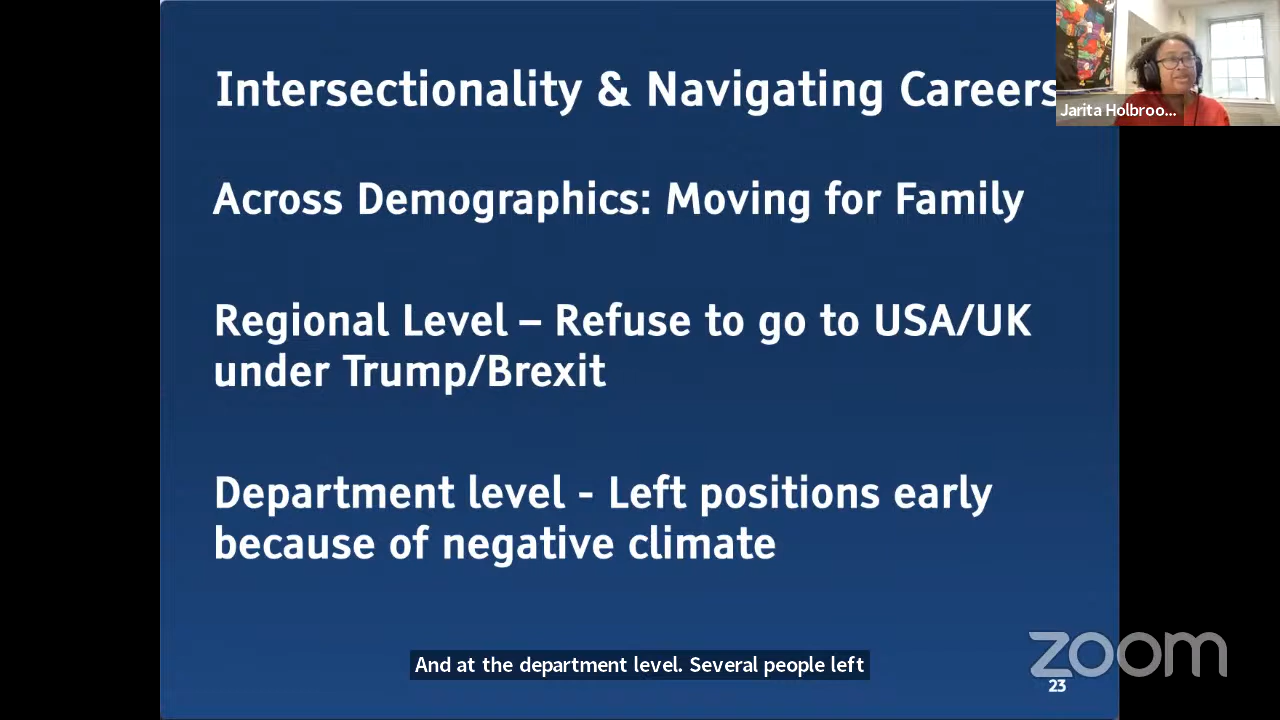 Intersectionality & Navigating Careers
Jarita Holbroo...
Across Demographics: Moving for Family
Regional Level – Refuse to go to USA/UK
under Trump/Brexit
Department level - Left positions early
because of negative climate
And at the department level. Several people left
zoom
23